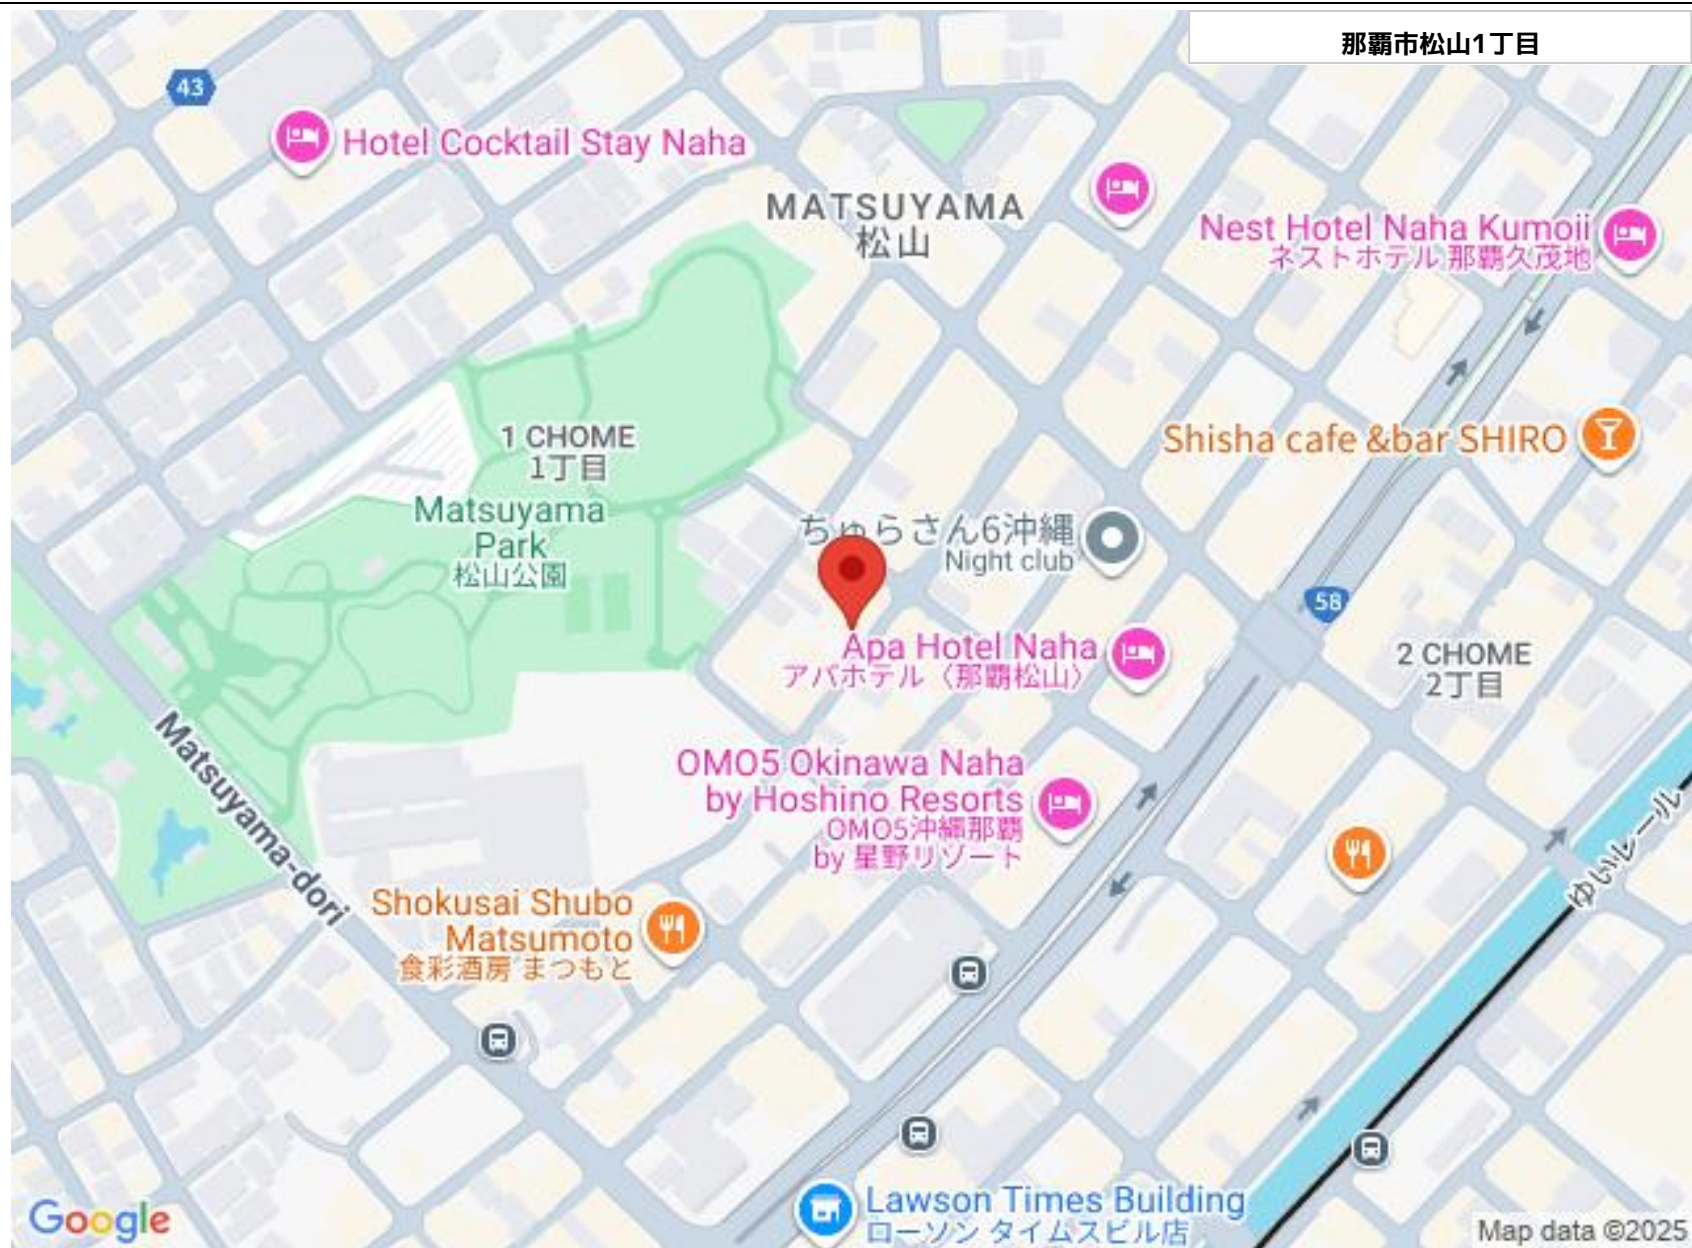 那覇市松山1丁目
43
Hotel Cocktail Stay Naha
MATSUYAMA
松山
Nest Hotel Naha Kumoji
ネストホテル 那覇久茂地
1 CHOME
1丁目
Shisha cafe &bar SHIRO
Matsuyama
Park
松山公園
ちゅらさん6沖縄
Night club
58
Apa Hotel Naha
アパホテル〈那覇松山〉
2 CHOME
2丁目
Matsuyama-dori
OMO5 Okinawa Naha
by Hoshino Resorts
OMO5沖縄那覇
by 星野リゾート
ゆいレール
Shokusai Shubo
Matsumoto
食彩酒房 まつもと
Lawson Times Building
ローソン タイムスビル店
Google
Map data ©2025